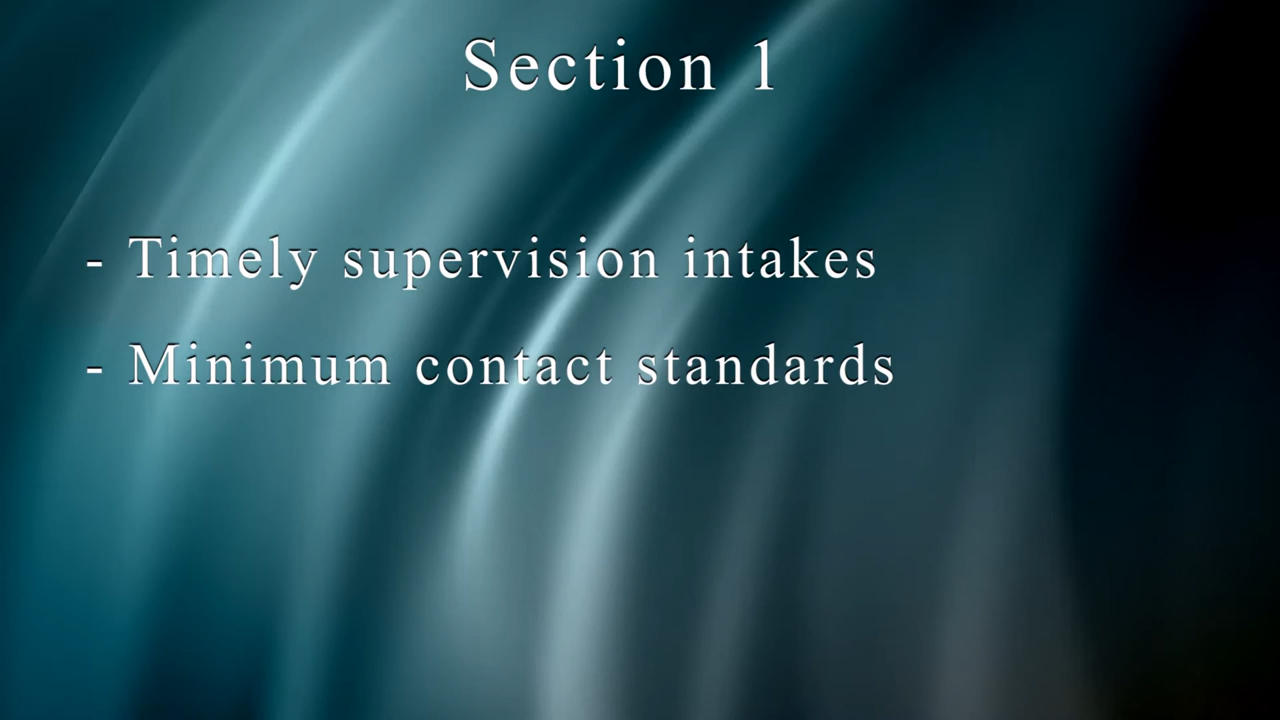 Section 1
- Timely supervision intakes
- Minimum contact standards